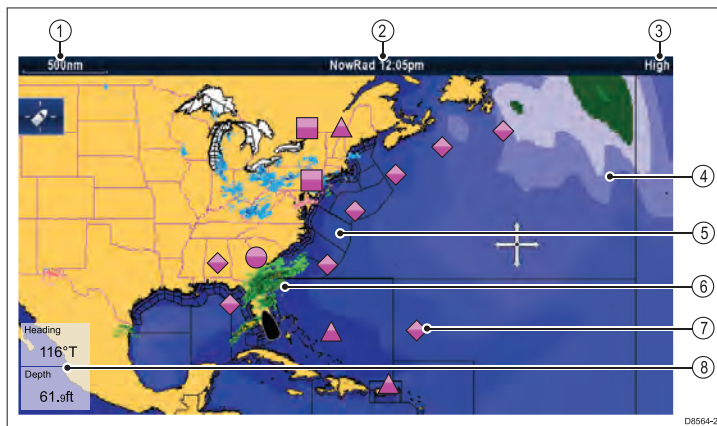 1 2 3
500nm NowRad 12:05pm High
4
5
6
7
8
Heading
116°T
Depth
61.9ft
D8564-2